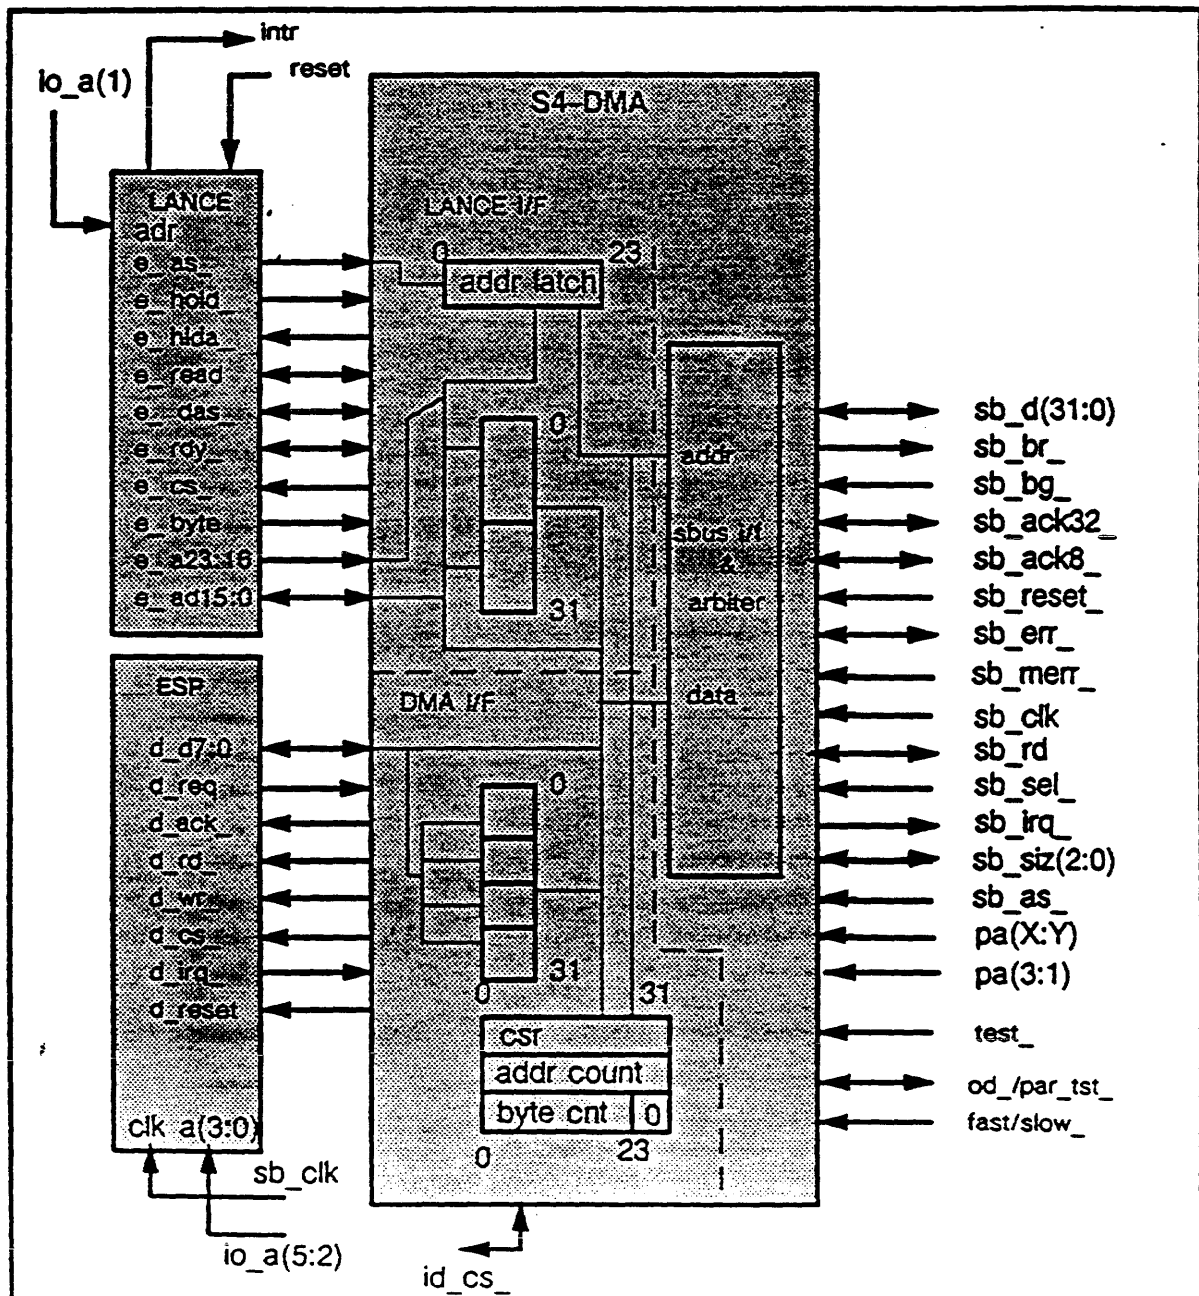 intr
reset
io_a(1)
S4-DMA
LANCE
adr
e_as_
e_hold_
e_hlda_
e_read
e_das_
e_rdy_
e_cs_
e_byte
e_a23:16
e_ad15:0
LANCE I/F
0
23
addr latch
0
31
addr
sbus i/f
&
arbiter
data
ESP
d_d7:0
d_req
d_ack_
d_rd_
d_wr_
d_cs_
d_irq_
d_reset
clk a(3:0)
sb_clk
io_a(5:2)
DMA I/F
0
31
0
31
csr
addr count
byte cnt
0
0
23
id_cs_
sb_d(31:0)
sb_br_
sb_bg_
sb_ack32_
sb_ack8_
sb_reset_
sb_err_
sb_merr_
sb_clk
sb_rd
sb_sel_
sb_irq_
sb_siz(2:0)
sb_as_
pa(X:Y)
pa(3:1)
test_
od_/par_tst_
fast/slow_